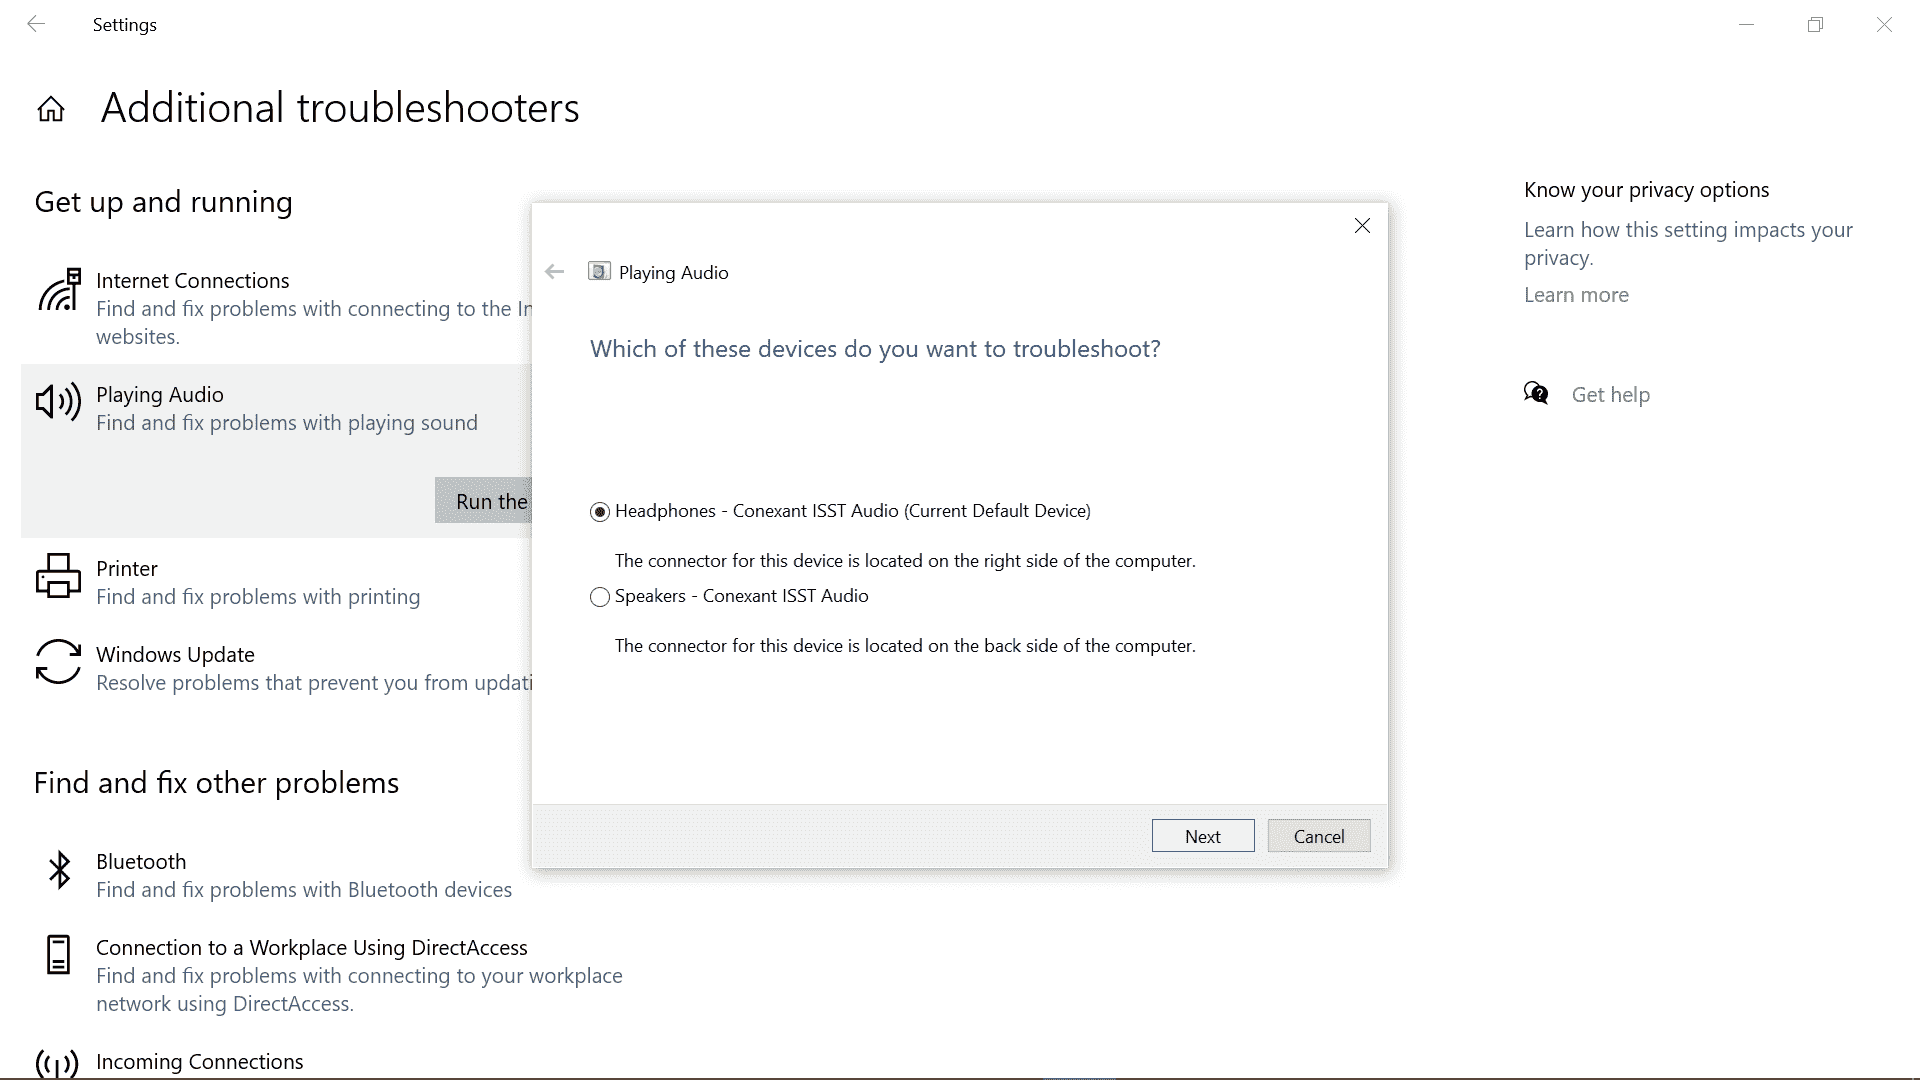 Settings
Additional troubleshooters
Get up and running
Internet Connections
Find and fix problems with connecting to the
websites.
Playing Audio
Find and fix problems with playing sound
Run the
Printer
Find and fix problems with printing
Windows Update
Resolve problems that prevent you from
Find and fix other problems
Bluetooth
Find and fix problems with Bluetooth devices
Connection to a Workplace Using DirectAccess
Find and fix problems with connecting to your workplace
network using DirectAccess.
Incoming Connections
Playing Audio
Which of these devices do you want to troubleshoot?
Headphones - Conexant ISST Audio (Current Default Device)
The connector for this device is located on the right side of the computer.
Speakers - Conexant ISST Audio
The connector for this device is located on the back side of the computer.
Next
Cancel
Know your privacy options
Learn how this setting impacts your
privacy.
Learn more
Get help